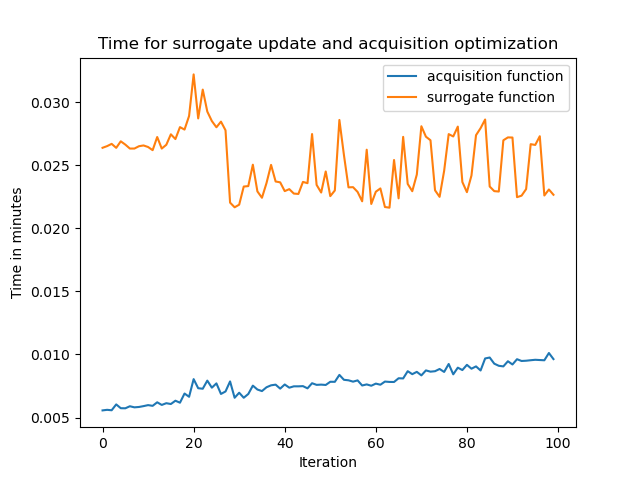 Time for surrogate update and acquisition optimization
acquisition function
surrogate function
0.030
0.025
0.020
0.015
0.010
0.005
Time in minutes
0 20 40 60 80 100
Iteration